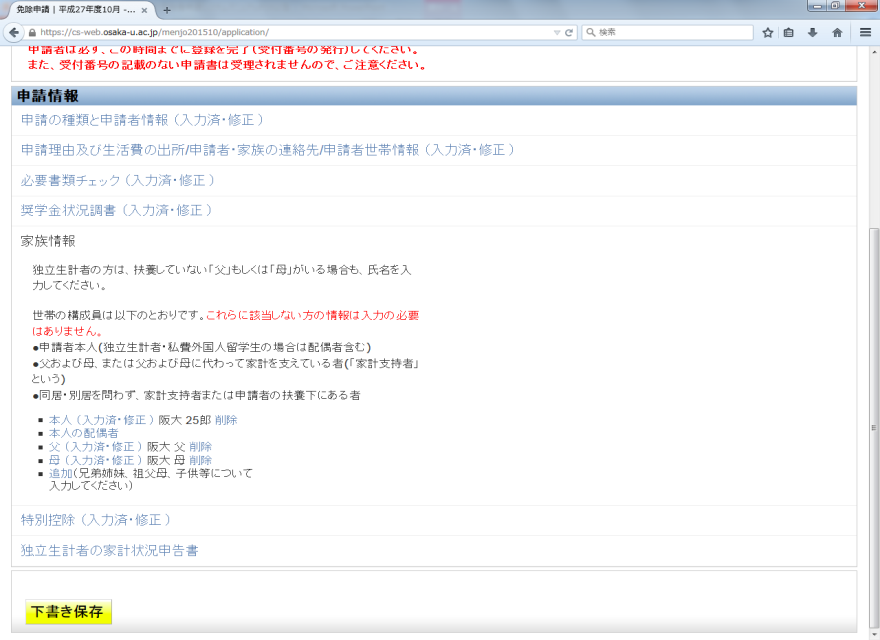 免除申請 | 平成27年度10月 -...
https://cs-web.osaka-u.ac.jp/menjo201510/application/
検索
申請者は必ず、この時間までに登録を完了(受付番号の発行)してください。
また、受付番号の記載のない申請書は受理されませんので、ご注意ください。
申請情報
申請の種類と申請者情報（入力済・修正）
申請理由及び生活費の出所/申請者・家族の連絡先/申請者世帯情報（入力済・修正）
必要書類チェック（入力済・修正）
奨学金状況調書（入力済・修正）
家族情報
独立生計者の方は、扶養していない「父」もしくは「母」がいる場合も、氏名を入
力してください。
世帯の構成員は以下のとおりです。これらに該当しない方の情報は入力の必要
はありません。
●申請者本人(独立生計者・私費外国人留学生の場合は配偶者含む)
●父および母、または父および母に代わって家計を支えている者(「家計支持者」
という)
●同居・別居を問わず、家計支持者または申請者の扶養下にある者
本人（入力済・修正）阪大 25郎 削除
本人の配偶者
父（入力済・修正）阪大 父 削除
母（入力済・修正）阪大 母 削除
追加(兄弟姉妹、祖父母、子供等について
入力してください)
特別控除（入力済・修正）
独立生計者の家計状況申告書
下書き保存